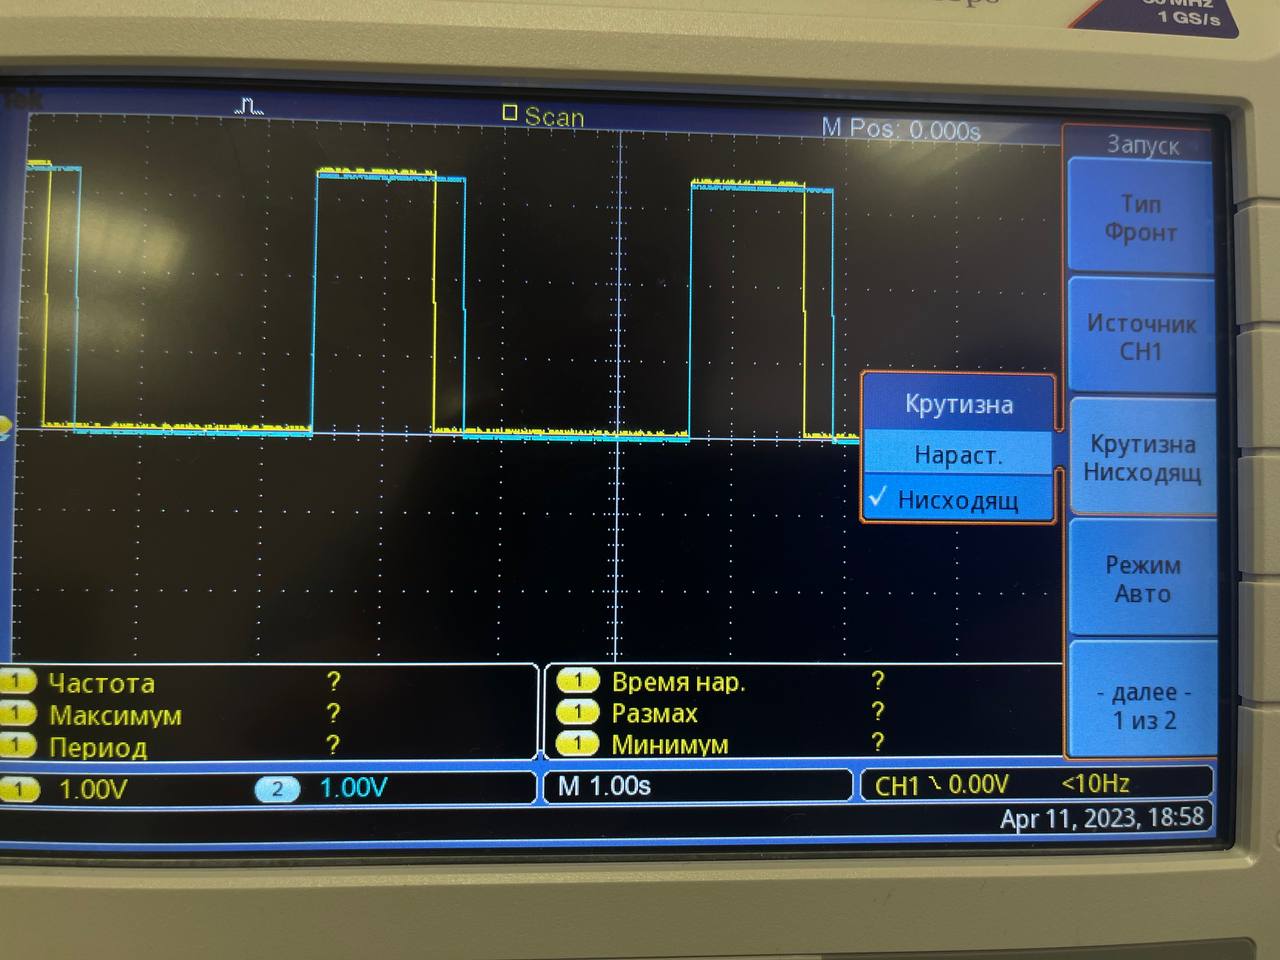 1 GS/s
Tek
Scan
M Pos: 0.000s
Запуск
Тип
Фронт
Источник
CH1
Крутизна
Нараст.
Нисходящ
Крутизна
Нисходящ
Режим
Авто
- далее -
1 из 2
1 Частота ?
1 Максимум ?
1 Период ?
1 Время нар. ?
1 Размах ?
1 Минимум ?
1 1.00V 2 1.00V M 1.00s CH1 0.00V <10Hz
Apr 11, 2023, 18:58